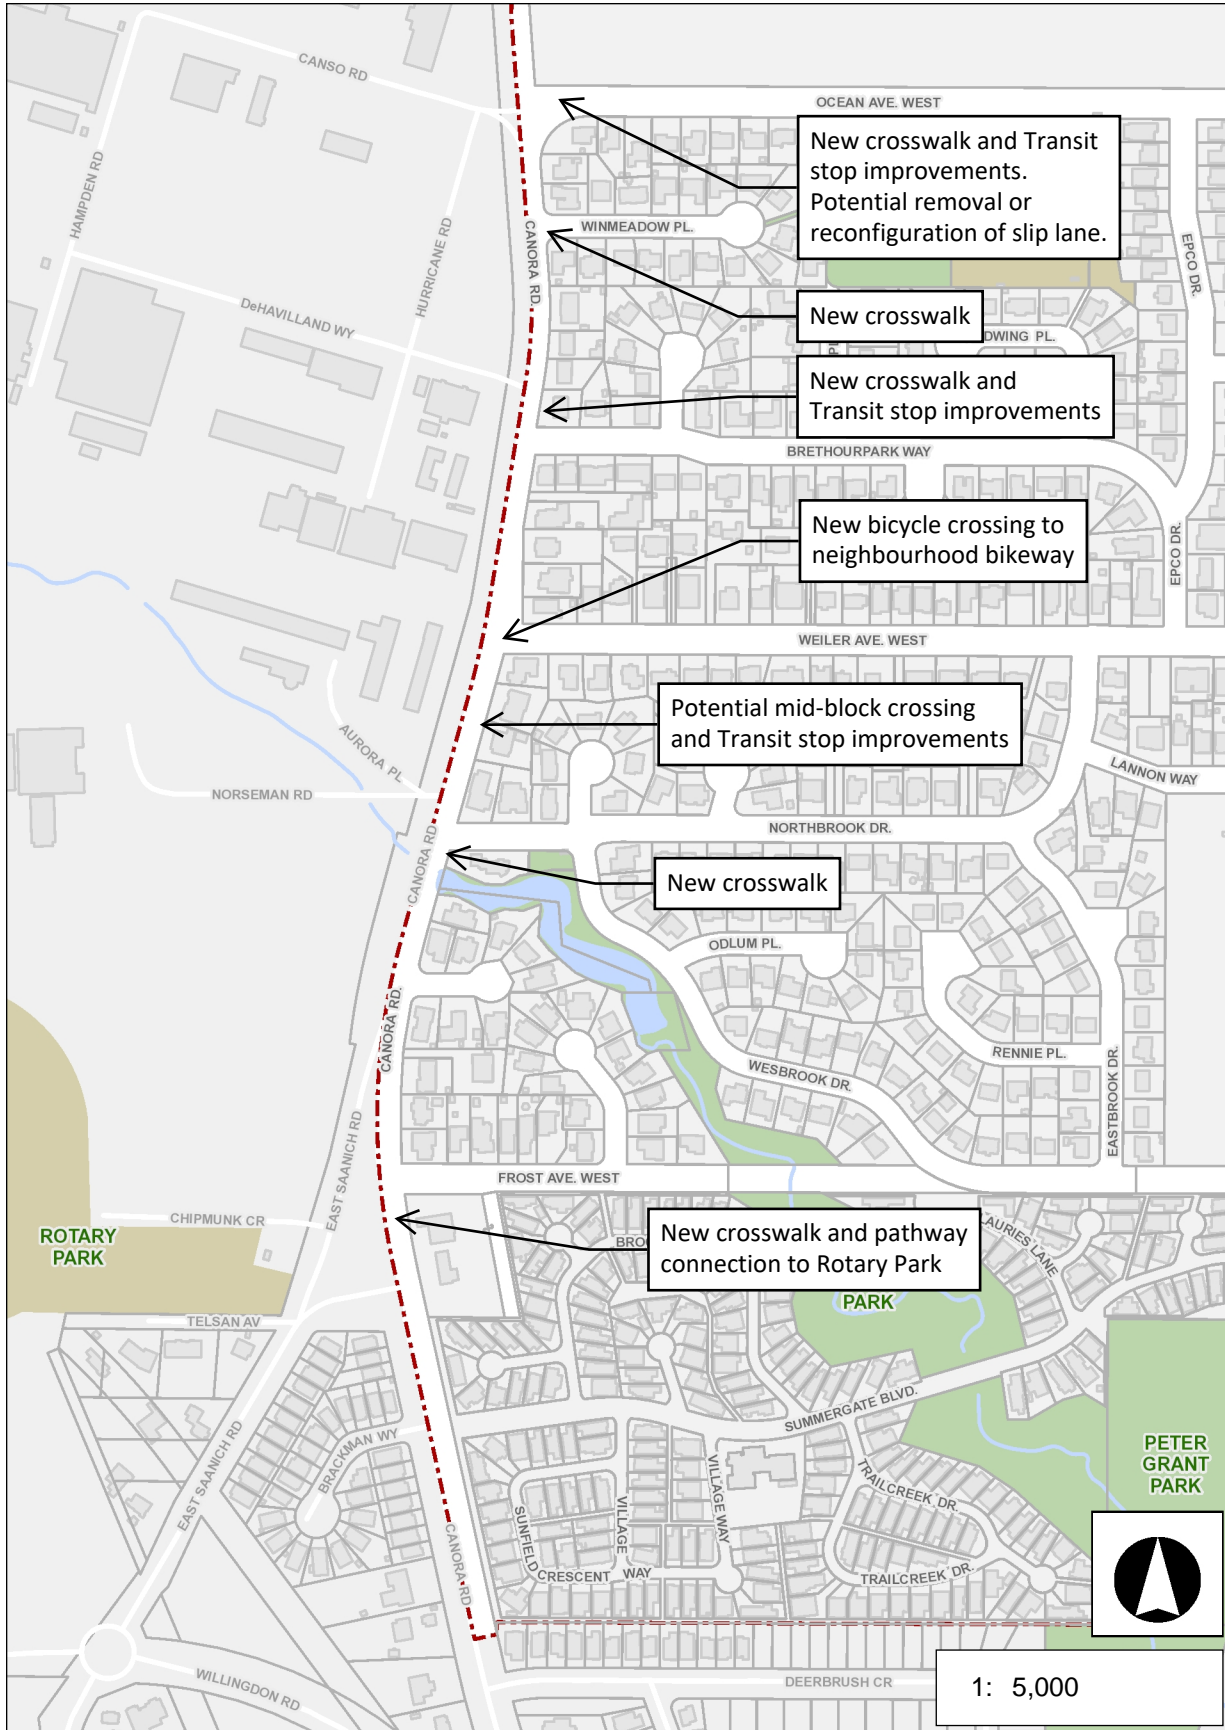 CANSO RD
OCEAN AVE. WEST
New crosswalk and Transit
stop improvements.
Potential removal or
reconfiguration of slip lane.
HAMPDEN RD
HURRICANE RD
CANORA RD.
WINMEADOW PL.
EPCO DR.
DeHAVILLAND WY
New crosswalk
DWING PL.
PL
New crosswalk and
Transit stop improvements
BRETHOURPARK WAY
New bicycle crossing to
neighbourhood bikeway
EPCO DR.
WEILER AVE. WEST
Potential mid-block crossing
and Transit stop improvements
AURORA PL
NORSEMAN RD
LANNON WAY
CANORA RD.
NORTHBROOK DR.
New crosswalk
ODLUM PL.
CANORA RD.
RENNIE PL.
WESBROOK DR.
EASTBROOK DR.
EAST SAANICH RD
FROST AVE. WEST
CHIPMUNK CR
ROTARY
PARK
New crosswalk and pathway
connection to Rotary Park
BROO
LAURIES LANE
PARK
TELSAN AV
SUMMERGATE BLVD.
EAST SAANICH RD
BRACKMAN WY
PETER
GRANT
PARK
VILLAGE WAY
TRAILCREEK DR.
SUNFIELD
VILLAGE
CRESCENT WAY
TRAILCREEK DR.
CANORA RD
WILLINGDON RD
DEERBRUSH CR
1: 5,000